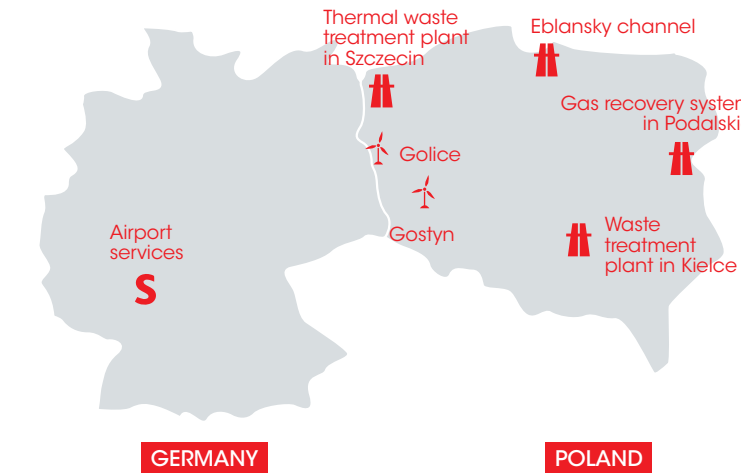 Thermal waste
treatment plant
in Szczecin
Eblansky channel
Gas recovery system
in Podalski
Golice
Gostyn
Airport
services
S
Waste
treatment
plant in Kielce
GERMANY
POLAND